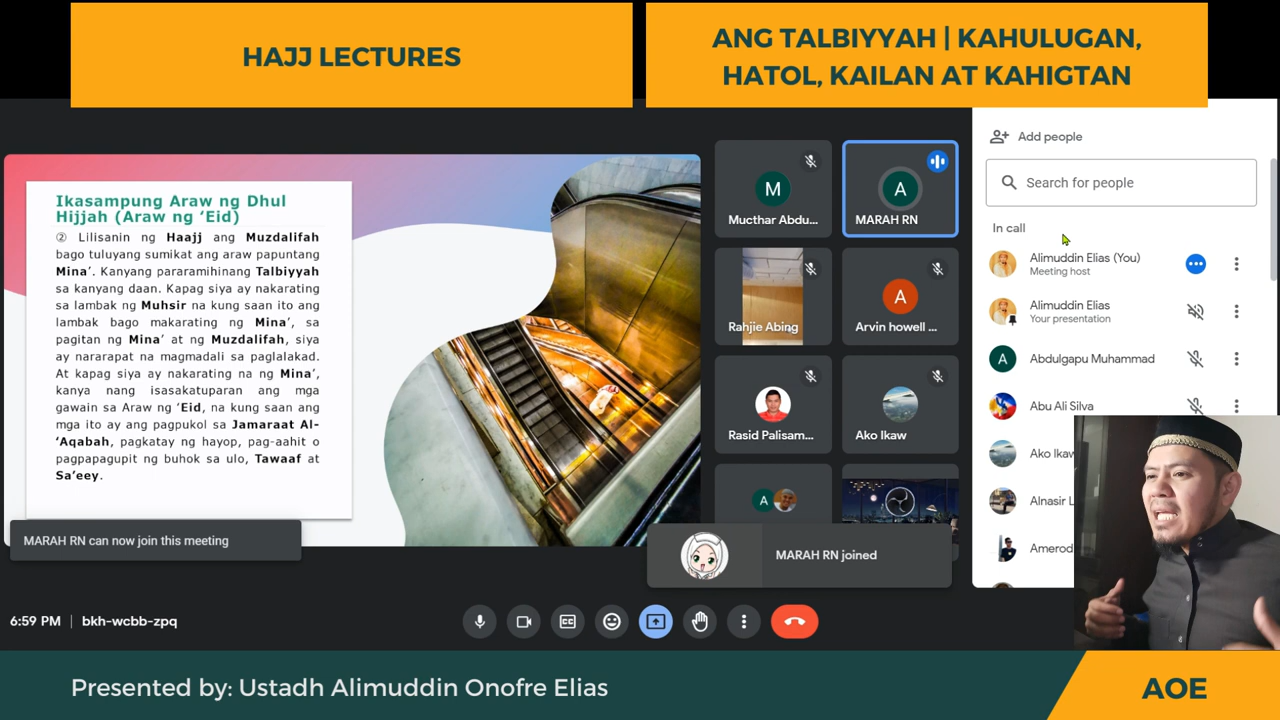 HAJJ LECTURES
ANG TALBIYYAH | KAHULUGAN,
HATOL, KAILAN AT KAHIGTAN
Ikasampung Araw ng Dhul
Hijjah (Araw ng ‘Eid)
② Lilisanin ng Haajj ang Muzdalifah
bago tuluyang sumikat ang araw papuntang
Mina’. Kanyang pararamihinang Talbiyyah
sa kanyang daan. Kapag siya ay nakarating
sa lambak ng Muhsir na kung saan ito ang
lambak bago makarating ng Mina’, sa
pagitan ng Mina’ at ng Muzdalifah, siya
ay nararapat na magmadali sa paglalakad.
At kapag siya ay nakarating na ng Mina’,
kanya nang isasakatuparan ang mga
gawain sa Araw ng ‘Eid, na kung saan ang
mga ito ay ang pagpukol sa Jamaraat Al-
‘Aqabah, pagkatay ng hayop, pag-aahit o
pagpapagupit ng buhok sa ulo, Tawaaf at
Sa’eey.
MARAH RN can now join this meeting
M
Mucthar Abdu...
A
MARAH RN
Rahjie Abing
A
Arvin howell ...
Rasid Palisam...
Ako Ikaw
A
MARAH RN joined
Add people
Search for people
In call
Alimuddin Elias (You)
Meeting host
Alimuddin Elias
Your presentation
A
Abdulgapu Muhammad
Abu Ali Silva
Ako Ikaw
Alnasir L
Amerod
6:59 PM | bkh-wcbb-zpq
Presented by: Ustadh Alimuddin Onofre Elias
AOE